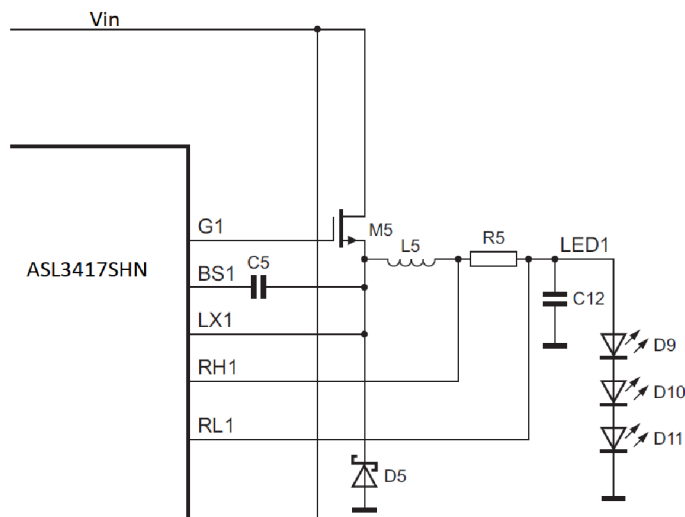 Vin
G1
M5
L5
R5
LED1
ASL3417SHN
BS1
C5
C12
LX1
D9
RH1
D10
RL1
D11
D5